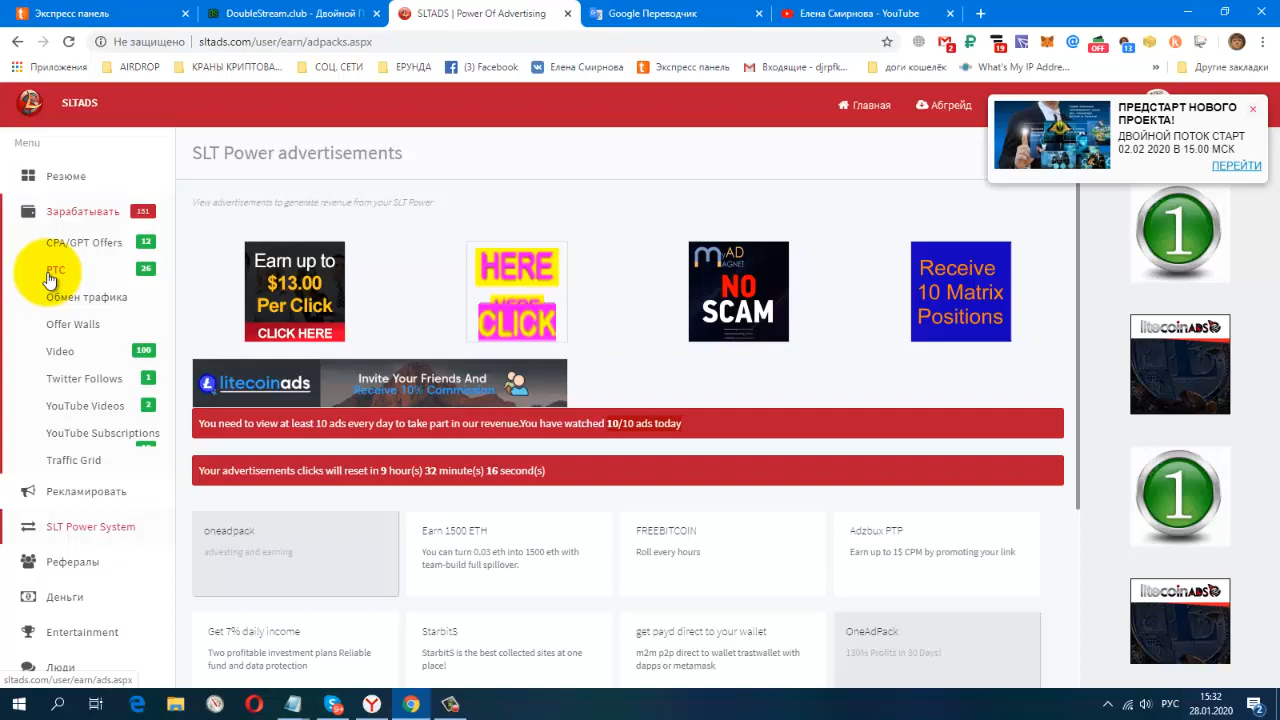 Экспресс панель
DoubleStream.club - Двойной П
SLTADS | Power Of Advertising
Google Переводчик
Елена Смирнова - YouTube
Не защищено
sltads.com/user/earn/adpacks.aspx
2
19
OFF
13
Приложения
AIRDROP
КРАНЫ КРИПТОВА...
СОЦ. СЕТИ
ЕРУНДА
(3) Facebook
Елена Смирнова
Экспресс панель
Входящие - djrpfk...
доги кошелёк
What's My IP Addre...
»
Другие закладки
SLTADS
Главная
Абгрейд
ПРЕДСТАРТ НОВОГО
ПРОЕКТА!
ДВОЙНОЙ ПОТОК СТАРТ
02.02 2020 В 15.00 МСК
ПЕРЕЙТИ
Menu
Резюме
Зарабатывать 131
CPA/GPT Offers 12
PTC 26
Обмен трафика
Offer Walls
Video 100
Twitter Follows 1
YouTube Videos 2
YouTube Subscriptions
Traffic Grid
Рекламировать
SLT Power System
Рефералы
Деньги
Entertainment
Люди
SLT Power advertisements
View advertisements to generate revenue from your SLT Power
Earn up to
$13.00
Per Click
CLICK HERE
HERE
HERE
CLICK
MYAD
MAGNET
NO
SCAM
Receive
10 Matrix
Positions
litecoinads
Invite Your Friends And
Receive 10% Commission
You need to view at least 10 ads every day to take part in our revenue.You have watched 10/10 ads today
Your advertisements clicks will reset in 9 hour(s) 32 minute(s) 16 second(s)
oneadpack
advesting and earning
Earn 1500 ETH
You can turn 0.03 eth into 1500 eth with
team-build full spillover.
FREEBITCOIN
Roll every hours
Adzbux PTP
Earn up to 1$ CPM by promoting your link
Get 7% daily income
Two profitable investment plans Reliable
fund and data protection
StarbitS
StarbitS is the best collected sites at one
place!
get payd direct to your wallet
m2m p2p direct to wallet trastwallet with
dapps or metamask
OneAdPack
130% Profits In 30 Days!
1
litecoinADS
1
litecoinADS
sltads.com/user/earn/ads.aspx
РУС
15:32
28.01.2020
2